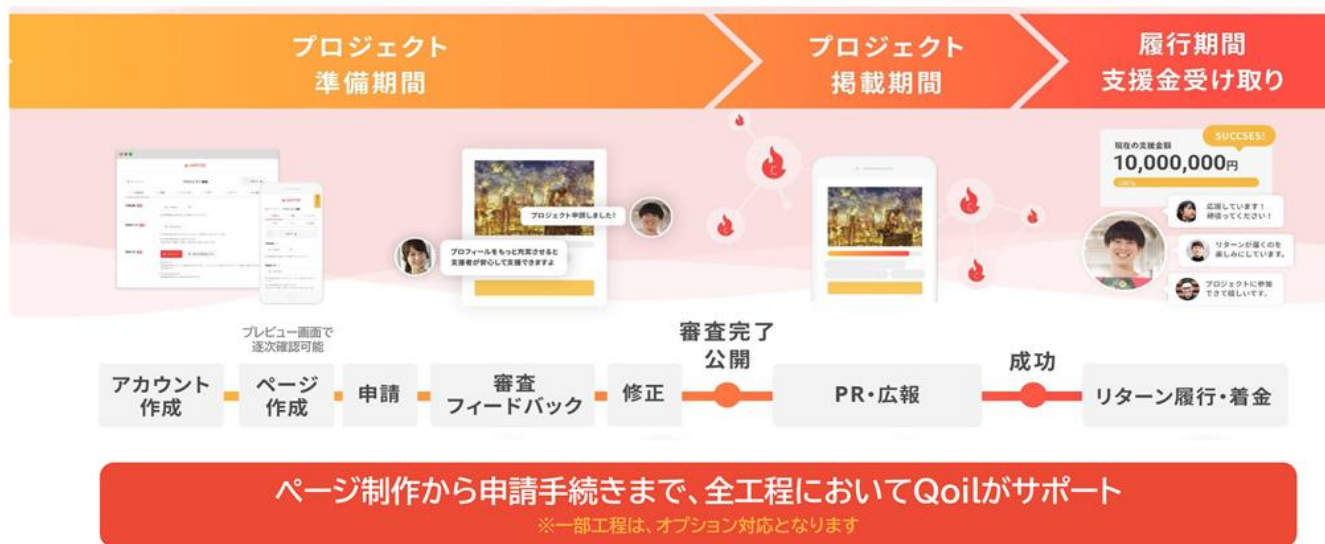 プロジェクト
準備期間
プロジェクト
掲載期間
履行期間
支援金受け取り
SUCCSES!
現在の支援金額
10,000,000円
応援しています！
頑張ってください！
リターンが届くのを
楽しみにしています。
プロジェクトに参加
できて嬉しいです。
プロジェクト申請しました！
プロフィールをもっと充実させると
支援者が安心して支援できますよ
プレビュー画面で
逐次確認可能
アカウント
作成
ページ
作成
申請
審査
フィードバック
修正
審査完了
公開
PR・広報
成功
リターン履行・着金
ページ制作から申請手続きまで、全工程においてQoilがサポート
※一部工程は、オプション対応となります